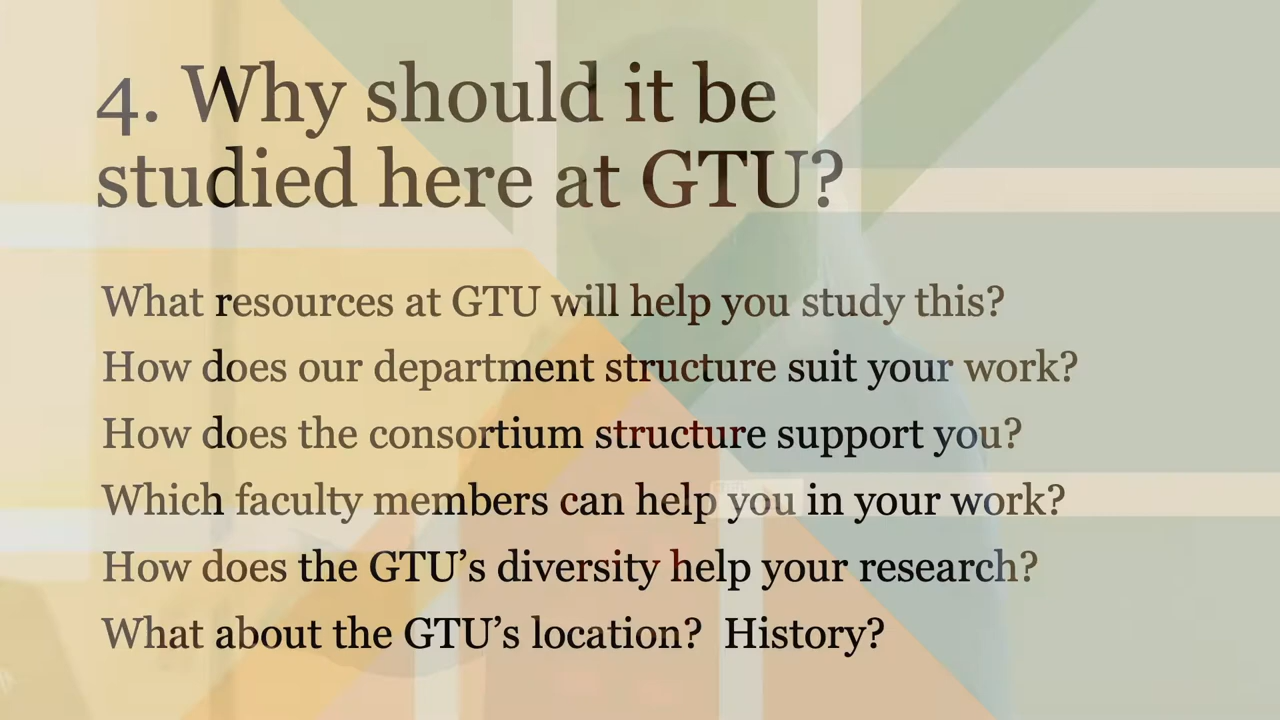 4. Why should it be
studied here at GTU?
What resources at GTU will help you study this?
How does our department structure suit your work?
How does the consortium structure support you?
Which faculty members can help you in your work?
How does the GTU’s diversity help your research?
What about the GTU’s location?  History?